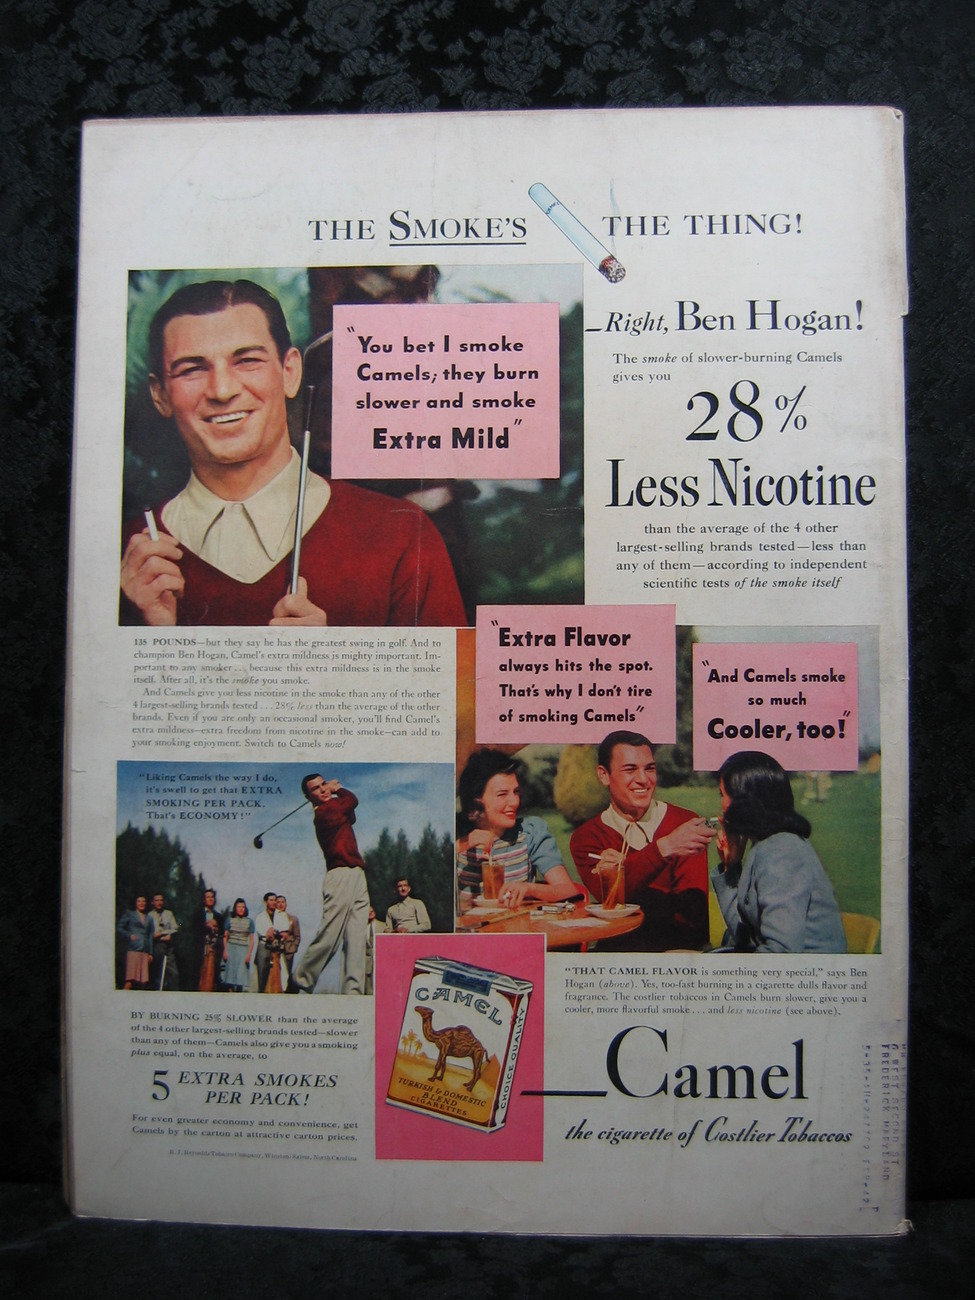 THE SMOKE'S THE THING!
"You bet I smoke
Camels; they burn
slower and smoke
Extra Mild"
—Right, Ben Hogan!
The smoke of slower-burning Camels
gives you
28%
Less Nicotine
than the average of the 4 other
largest-selling brands tested—less than
any of them—according to independent
scientific tests of the smoke itself
135 POUNDS—but they say he has the greatest swing in golf. And to
champion Ben Hogan, Camel's extra mildness is mighty important. Im-
portant to any smoker... because this extra mildness is in the smoke
itself. After all, it's the smoke you smoke.
And Camels give you less nicotine in the smoke than any of the other
4 largest-selling brands tested... 28% less than the average of the other
brands. Even if you are only an occasional smoker, you'll find Camel's
extra mildness—extra freedom from nicotine in the smoke—can add to
your smoking enjoyment. Switch to Camels now!
"Extra Flavor
always hits the spot.
That's why I don't tire
of smoking Camels"
"And Camels smoke
so much
Cooler, too!"
"Liking Camels the way I do,
it's swell to get that EXTRA
SMOKING PER PACK.
That's ECONOMY!"
BY BURNING 25% SLOWER than the average
of the 4 other largest-selling brands tested—slower
than any of them—Camels also give you a smoking
plus equal, on the average, to
5 EXTRA SMOKES
PER PACK!
For even greater economy and convenience, get
Camels by the carton at attractive carton prices.
R. J. Reynolds Tobacco Company, Winston-Salem, North Carolina
CAMEL
TURKISH & DOMESTIC
BLEND
CIGARETTES
CHOICE QUALITY
"THAT CAMEL FLAVOR is something very special," says Ben
Hogan (above). Yes, too-fast burning in a cigarette dulls flavor and
fragrance. The costlier tobaccos in Camels burn slower, give you a
cooler, more flavorful smoke... and less nicotine (see above).
Camel
the cigarette of Costlier Tobaccos
FREDERICK MARYLAND